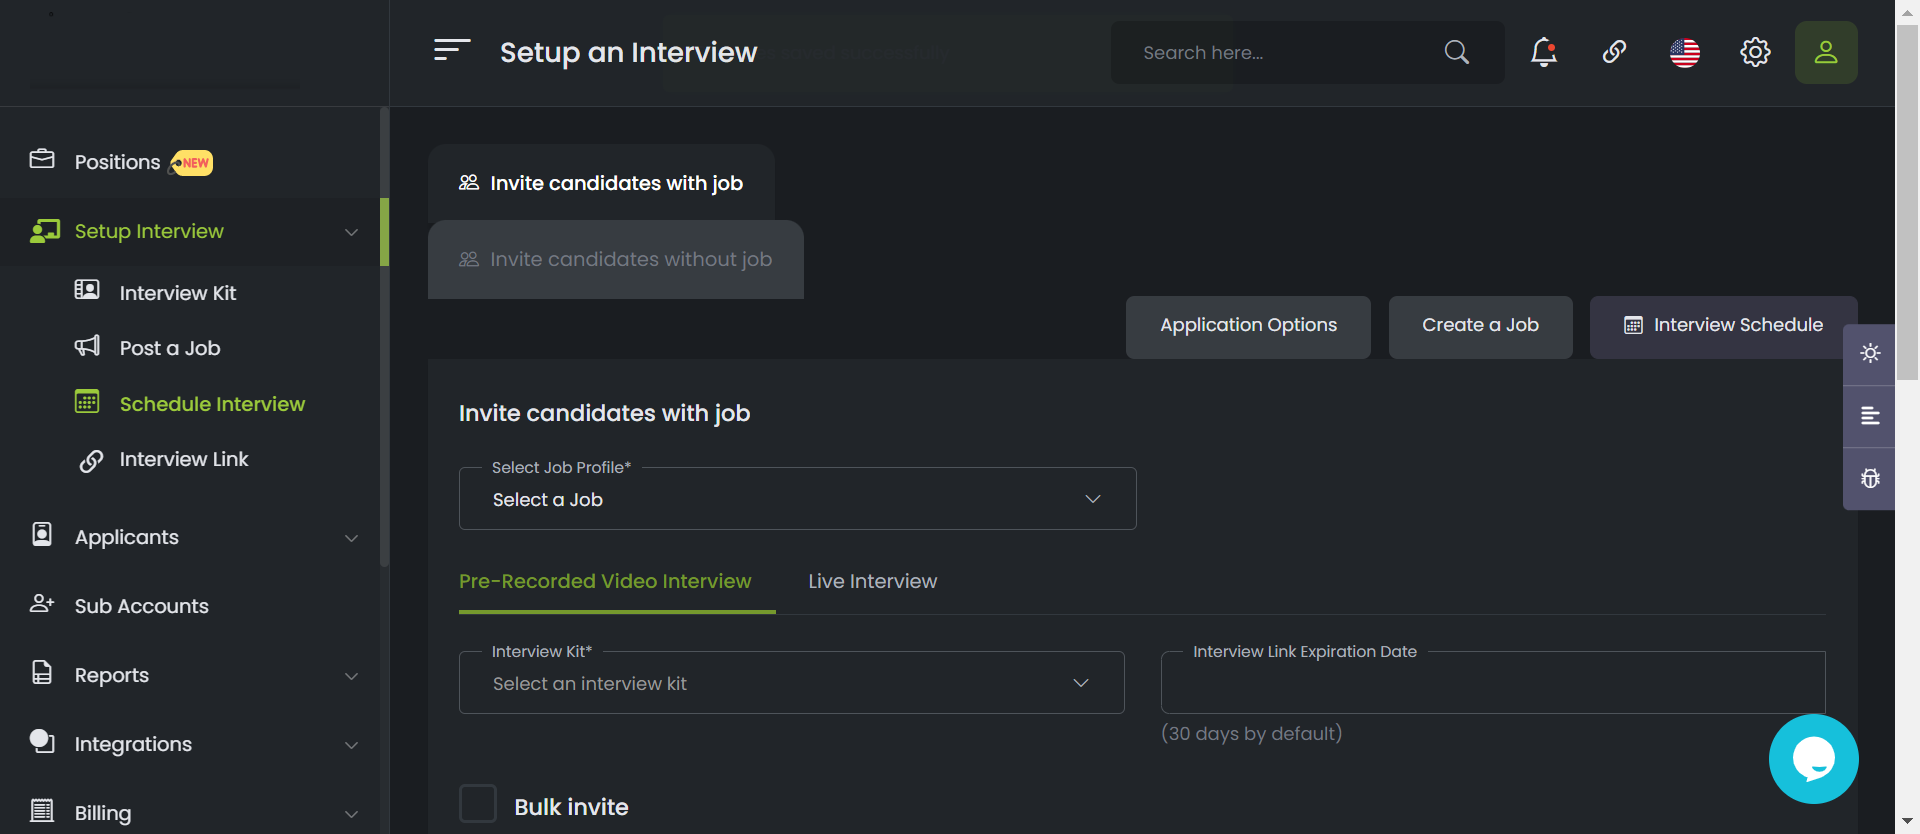 Setup an Interview
Search here...
Positions
NEW
Setup Interview
Interview Kit
Post a Job
Schedule Interview
Interview Link
Applicants
Sub Accounts
Reports
Integrations
Billing
Invite candidates with job
Invite candidates without job
Application Options
Create a Job
Interview Schedule
Invite candidates with job
Select Job Profile*
Select a Job
Pre-Recorded Video Interview
Live Interview
Interview Kit*
Select an interview kit
Interview Link Expiration Date
(30 days by default)
Bulk invite